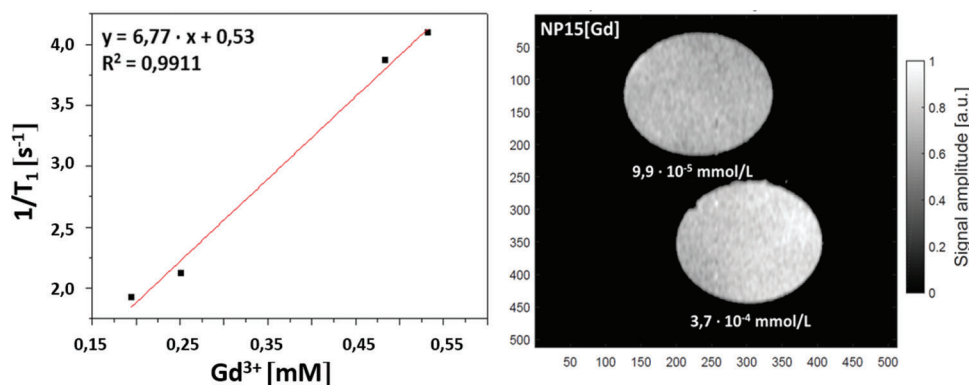 y = 6,77 · x + 0,53
R² = 0,9911
4,0
3,5
3,0
2,5
2,0
1/T₁ [s⁻¹]
0,15 0,25 0,35 0,45 0,55
Gd³⁺ [mM]
NP15[Gd]
50
100
150
200
250
300
350
400
450
500
9,9 · 10⁻⁵ mmol/L
3,7 · 10⁻⁴ mmol/L
50 100 150 200 250 300 350 400 450 500
1
0.8
0.6
0.4
0.2
0
Signal amplitude [a.u.]